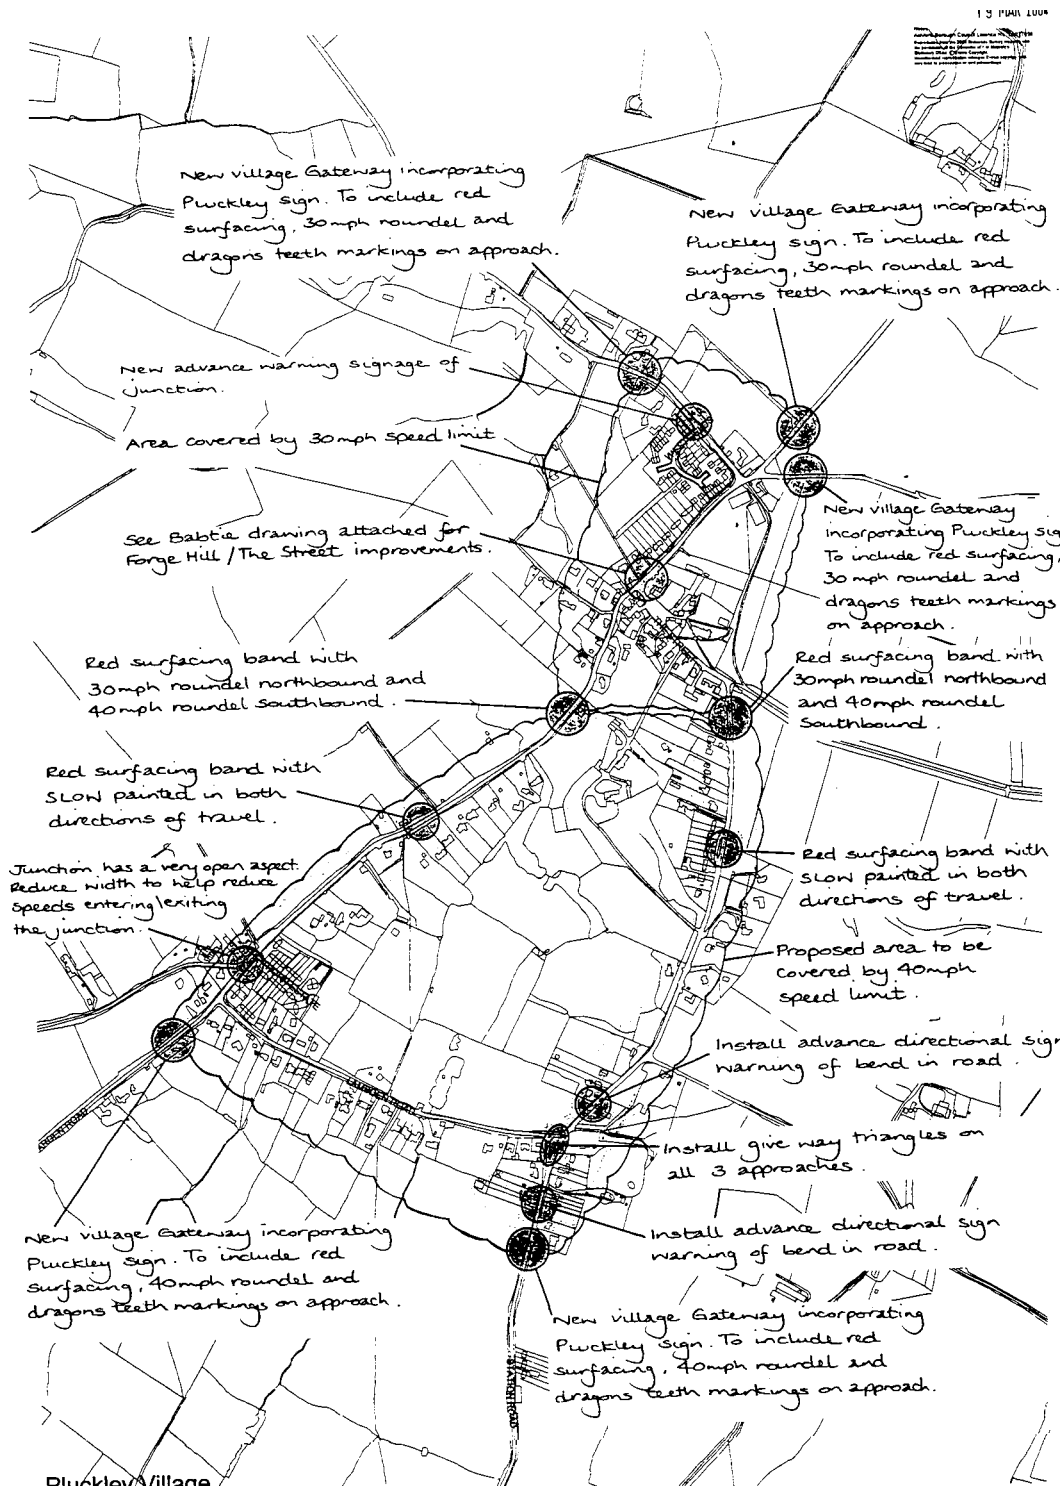 19 MAR
New village Gateway incorporating
Pluckley sign. To include red
surfacing, 30mph roundel and
dragons teeth markings on approach.
New village Gateway incorporating
Pluckley sign. To include red
surfacing, 30mph roundel and
dragons teeth markings on approach.
New advance warning signage of
junction.
Area covered by 30mph speed limit
See Babtie drawing attached for
Forge Hill / The Street improvements.
New village Gateway
incorporating Pluckley sig
To include red surfacing,
30 mph roundel and
dragons teeth markings
on approach.
Red surfacing band with
30mph roundel northbound and
40mph roundel southbound.
Red surfacing band with
30mph roundel northbound
and 40mph roundel
southbound.
Red surfacing band with
SLOW painted in both
directions of travel.
Junction has a very open aspect.
Reduce width to help reduce
speeds entering/exiting
the junction.
Red surfacing band with
SLOW painted in both
directions of travel.
Proposed area to be
covered by 40mph
speed limit.
Install advance directional sign
warning of bend in road.
Install give way triangles on
all 3 approaches.
Install advance directional sign
warning of bend in road.
New village Gateway incorporating
Pluckley sign. To include red
surfacing, 40mph roundel and
dragons teeth markings on approach.
New village Gateway incorporating
Pluckley sign. To include red
surfacing, 40mph roundel and
dragons teeth markings on approach.
STATION ROAD
Pluckley Village